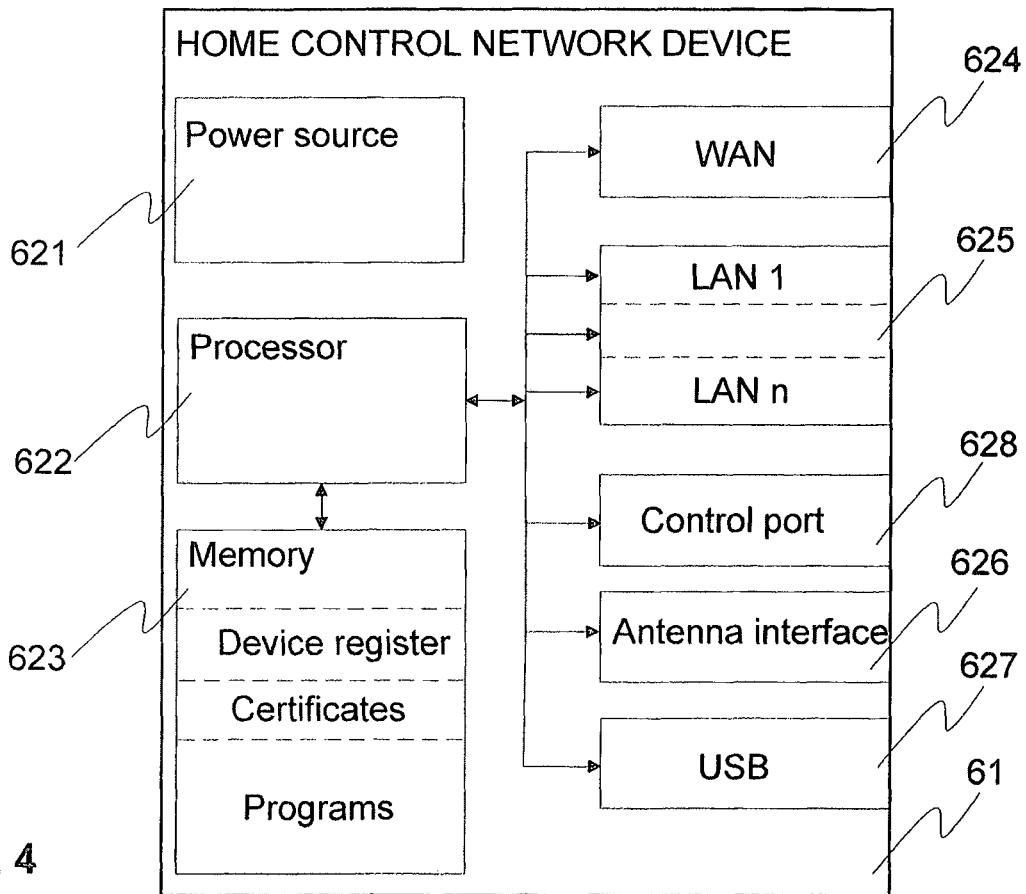 HOME CONTROL NETWORK DEVICE
Power source
621
Processor
622
Memory
623
Device register
Certificates
Programs
WAN
624
LAN 1
625
LAN n
Control port
628
Antenna interface
626
USB
627
61
4